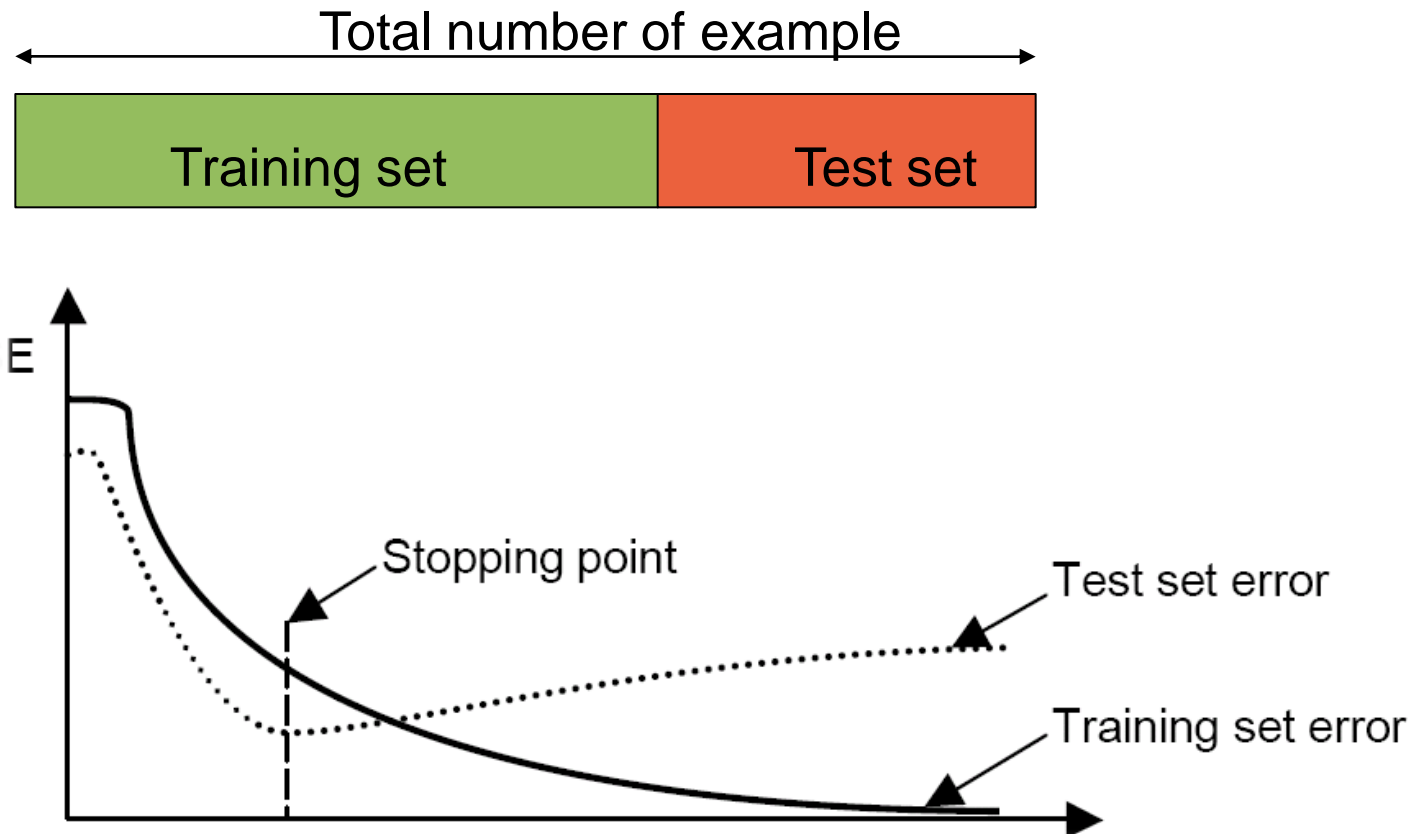 Total number of example
Training set
Test set
E
Stopping point
Test set error
Training set error